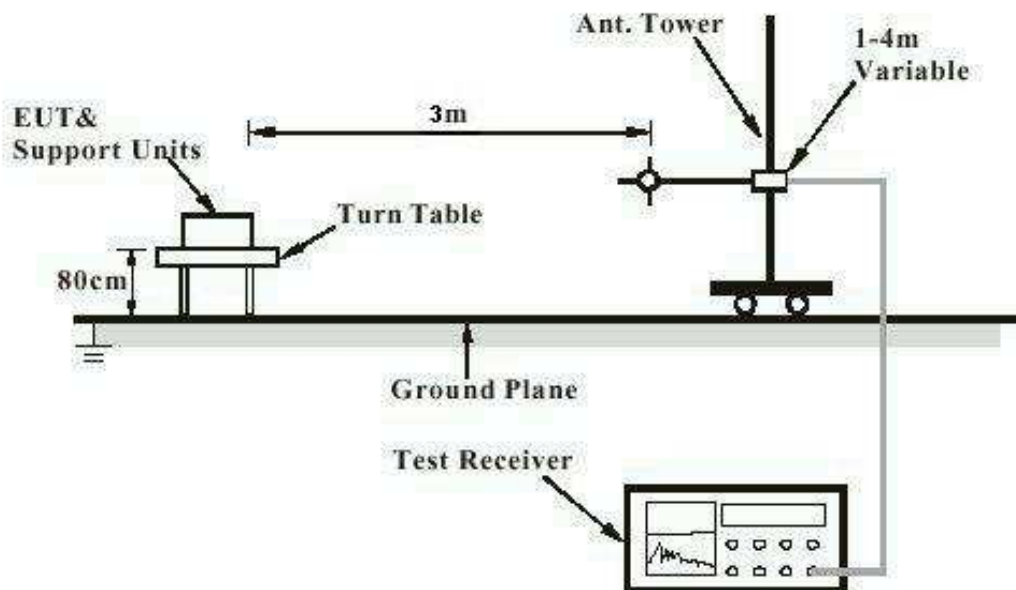 Ant. Tower
1-4m
Variable
EUT&
Support Units
3m
Turn Table
80cm
Ground Plane
Test Receiver